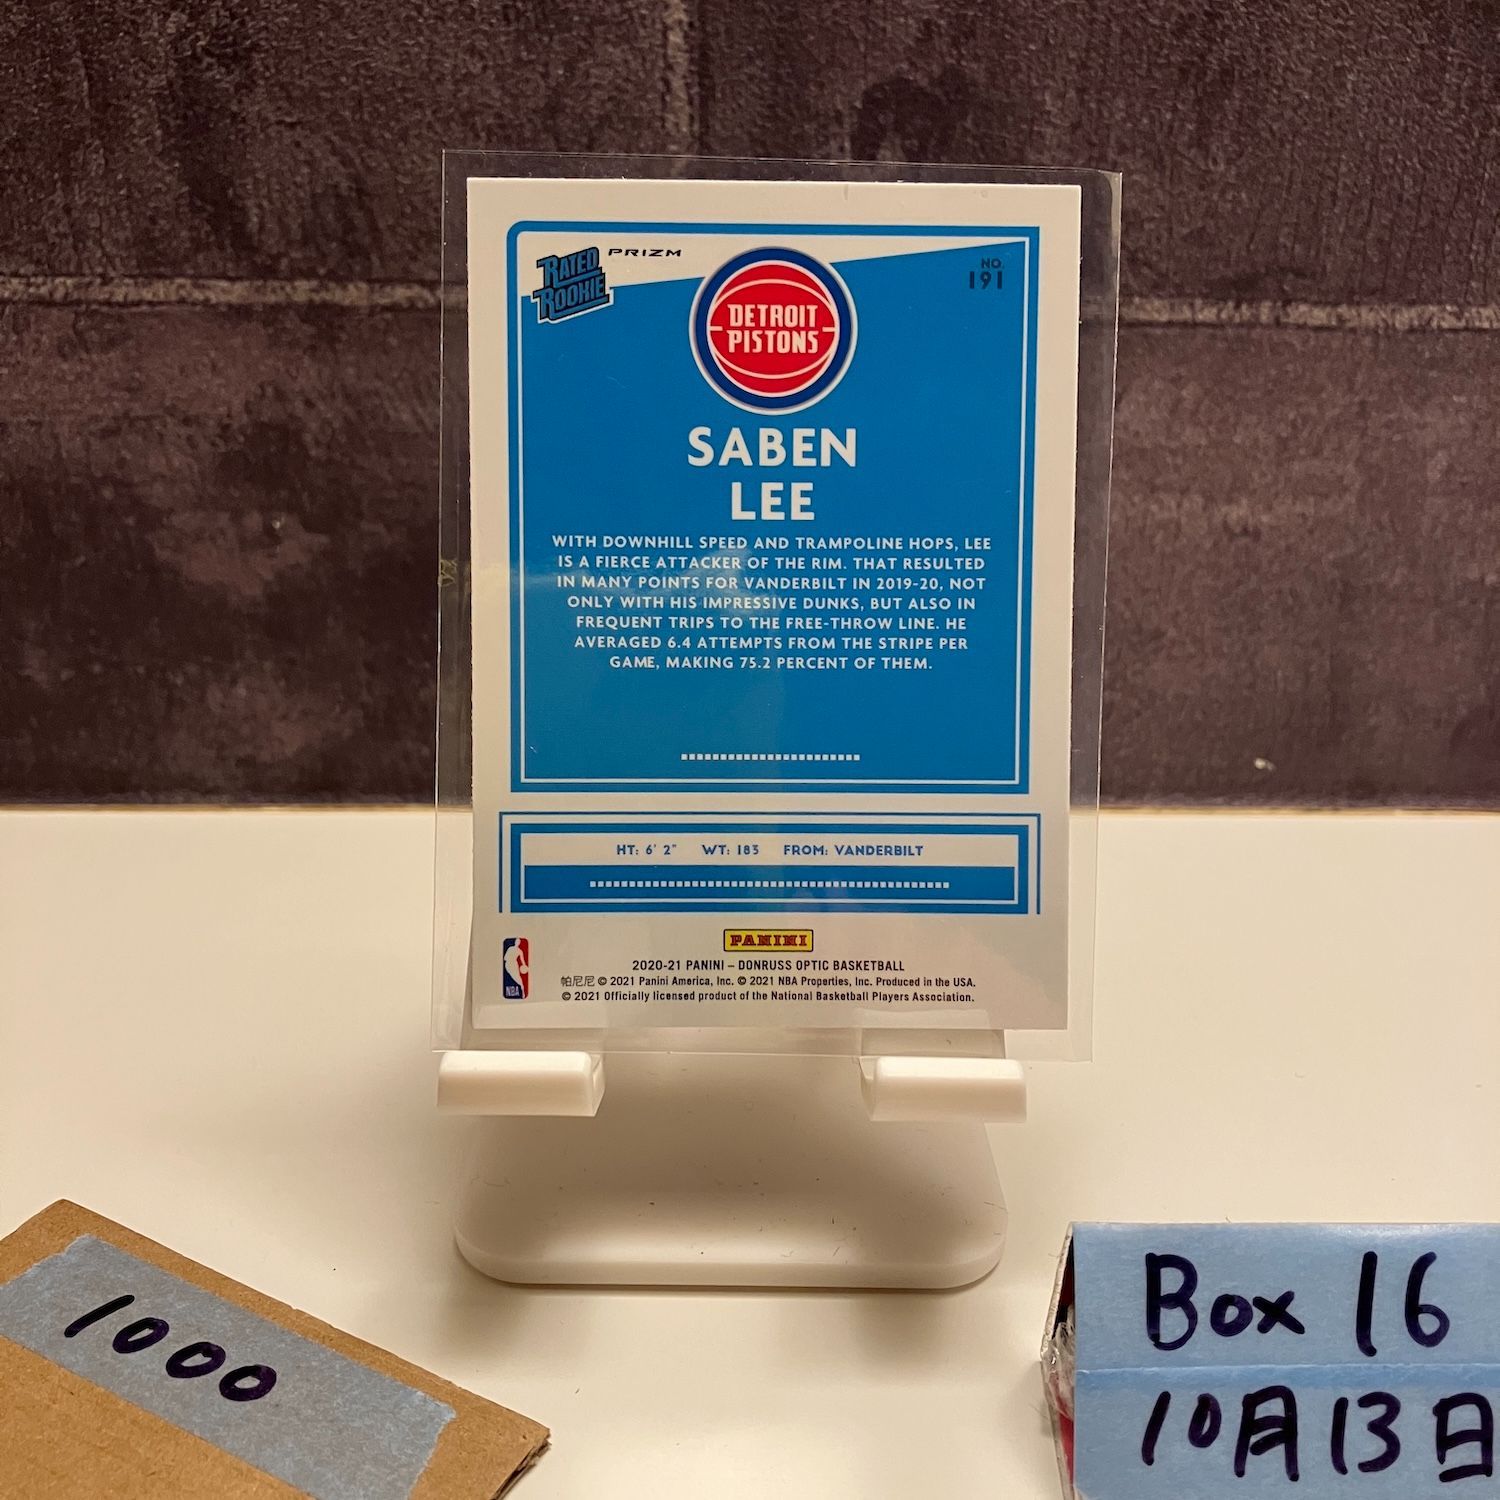 RATED
ROOKIE
PRIZM
NO.
191
DETROIT
PISTONS
SABEN
LEE
WITH DOWNHILL SPEED AND TRAMPOLINE HOPS, LEE
IS A FIERCE ATTACKER OF THE RIM. THAT RESULTED
IN MANY POINTS FOR VANDERBILT IN 2019-20, NOT
ONLY WITH HIS IMPRESSIVE DUNKS, BUT ALSO IN
FREQUENT TRIPS TO THE FREE-THROW LINE. HE
AVERAGED 6.4 ATTEMPTS FROM THE STRIPE PER
GAME, MAKING 75.2 PERCENT OF THEM.
HT: 6' 2" WT: 183 FROM: VANDERBILT
PANINI
NBA
2020-21 PANINI – DONRUSS OPTIC BASKETBALL
帕尼尼 © 2021 Panini America, Inc. © 2021 NBA Properties, Inc. Produced in the USA.
© 2021 Officially licensed product of the National Basketball Players Association.
1000
Box 16
10月13日